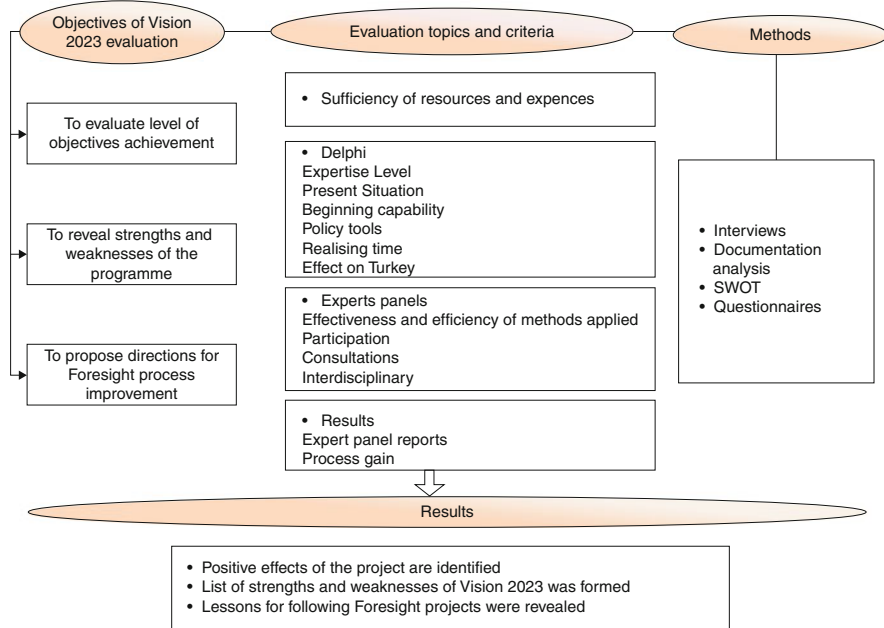 Objectives of Vision
2023 evaluation
Evaluation topics and criteria
Methods
To evaluate level of
objectives achievement
To reveal strengths and
weaknesses of the
programme
To propose directions for
Foresight process
improvement
• Sufficiency of resources and expences
• Delphi
Expertise Level
Present Situation
Beginning capability
Policy tools
Realising time
Effect on Turkey
• Experts panels
Effectiveness and efficiency of methods applied
Participation
Consultations
Interdisciplinary
• Results
Expert panel reports
Process gain
• Interviews
• Documentation
analysis
• SWOT
• Questionnaires
Results
• Positive effects of the project are identified
• List of strengths and weaknesses of Vision 2023 was formed
• Lessons for following Foresight projects were revealed